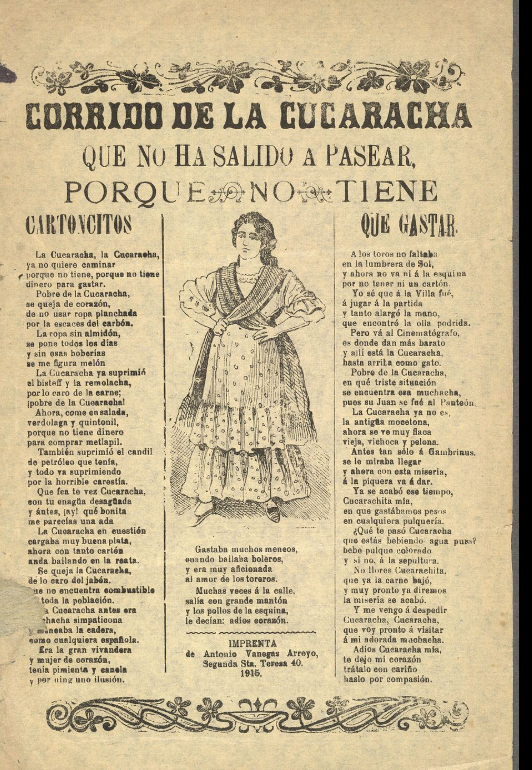 CORRIDO DE LA CUCARACHA
QUE NO HA SALIDO A PASEAR,
PORQUE NO TIENE
CARTONCITOS
QUE GASTAR.
La Cucaracha, la Cucaracha,
ya no quiere caminar
porque no tiene, porque no tiene
dinero para gastar.
Pobre de la Cucaracha,
se queja de corazón,
de no usar ropa planchada
por la escaces del carbón.
La ropa sin almidón,
se pone todos los días
y sin esas boberias
se me figura melón
La Cucaracha ya suprimió
el bisteff y la remolacha,
por lo caro de la carne;
¡pobre de la Cucaracha!
Ahora, come ensalada,
verdolaga y quintonil,
porque no tiene dinero
para comprar metlapil.
También suprimió el candil
de petróleo que tenía,
y todo va supriniendo
por la horrible carestía.
Que fea te vez Cucaracha,
con tu enagüa desagüada
y ántes, ¡ay! qué bonita
me parecias una ada
La Cucaracha en cuestión
cargaba muy buena plata,
ahora con tanto cartón
anda bailando en la reata.
Se queja la Cucaracha,
de lo caro del jabón,
que no encuentra combustible
toda la población.
Cucaracha antes era
simpaticona
la cadera,
como cualquiera española.
Era la gran vivandera
y mujer de corazón,
tenía pimienta y canela
y por ning uno ilusión.
Gastaba muchos meneos,
cuando bailaba boleros,
y era muy aficionada
al amor de los toreros.
Muchas veces á la calle,
salía con grande mantón
y los pollos de la esquina,
le decían: adios corazón.
IMPRENTA
de Antonio Vanegas Arroyo,
Segunda Sta. Teresa 40.
1915.
A los toros no faltaba
en la lumbrera de Sol,
y ahora no va ni á la esquina
por no tener ni un cartón.
Yo sé que á la Villa fué,
á jugar á la partida
y tanto alargó la mano,
que encontró la olla podrida.
Pero vá al Cinematógrafo,
es donde dan más barato
y allí está la Cucaracha,
hasta arriba como gato.
Pobre de la Cucaracha,
en qué triste situación
se encuentra esa muchacha,
pues su Juan se fué al Panteón.
La Cucaracha ya no es,
la antigüa mocetona,
ahora se ve muy flaca
vieja, vichoca y pelona.
Antes tan sólo á Gambrinus,
se le miraba llegar
y ahora con esta miseria,
á la piquera va á dar.
Ya se acabó ese tiempo,
Cucarachita mía,
en que gastábamos pesos
en cualquiera pulquería.
¿Qué te pasó Cucaracha
que estás bebiendo agua pura?
bebe pulque colorado
y si no, á la sepultura.
No llores Cucarachita,
que ya la carne bajó,
y muy pronto ya diremos
la miseria se acabó.
Y me vengo á despedir
Cucaracha, Cucaracha,
que voy pronto á visitar
á mi adorada muchacha.
Adios Cucaracha mía,
te dejo mi corazón
trátalo con cariño
haslo por compasión.